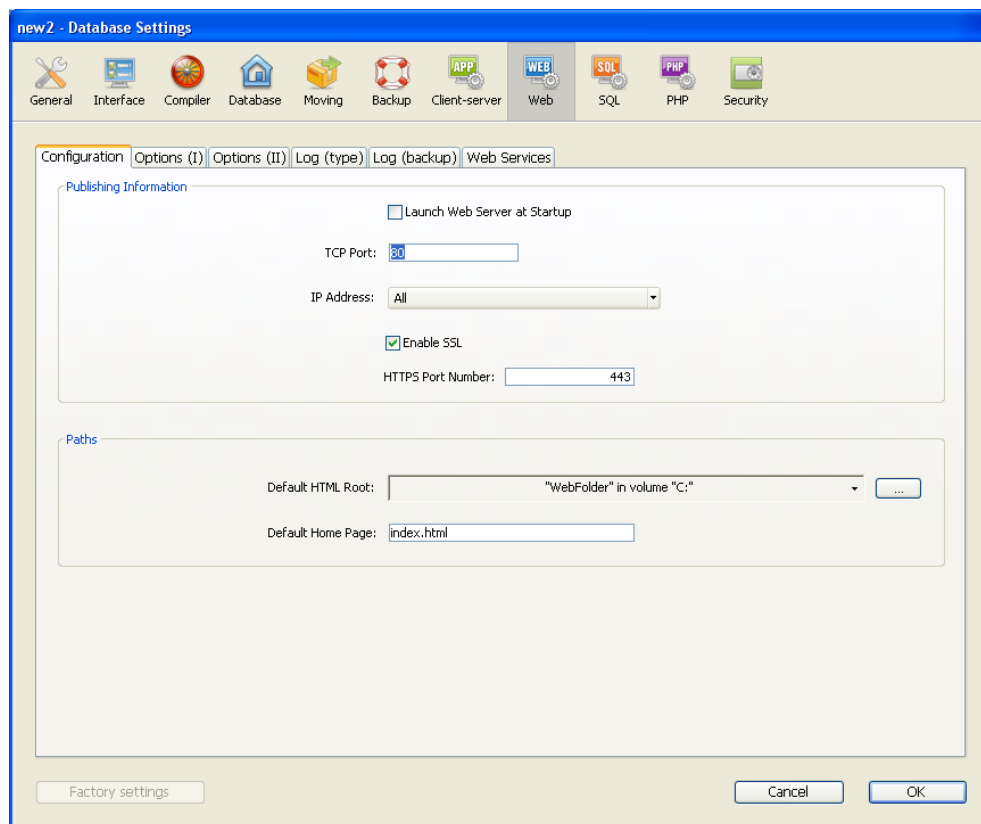 new2 - Database Settings
General Interface Compiler Database Moving Backup APP Client-server WEB Web SQL SQL PHP PHP Security
Configuration Options (I) Options (II) Log (type) Log (backup) Web Services
Publishing Information
Launch Web Server at Startup
TCP Port: 80
IP Address: All
Enable SSL
HTTPS Port Number: 443
Paths
Default HTML Root: "WebFolder" in volume "C:" ...
Default Home Page: index.html
Factory settings Cancel OK